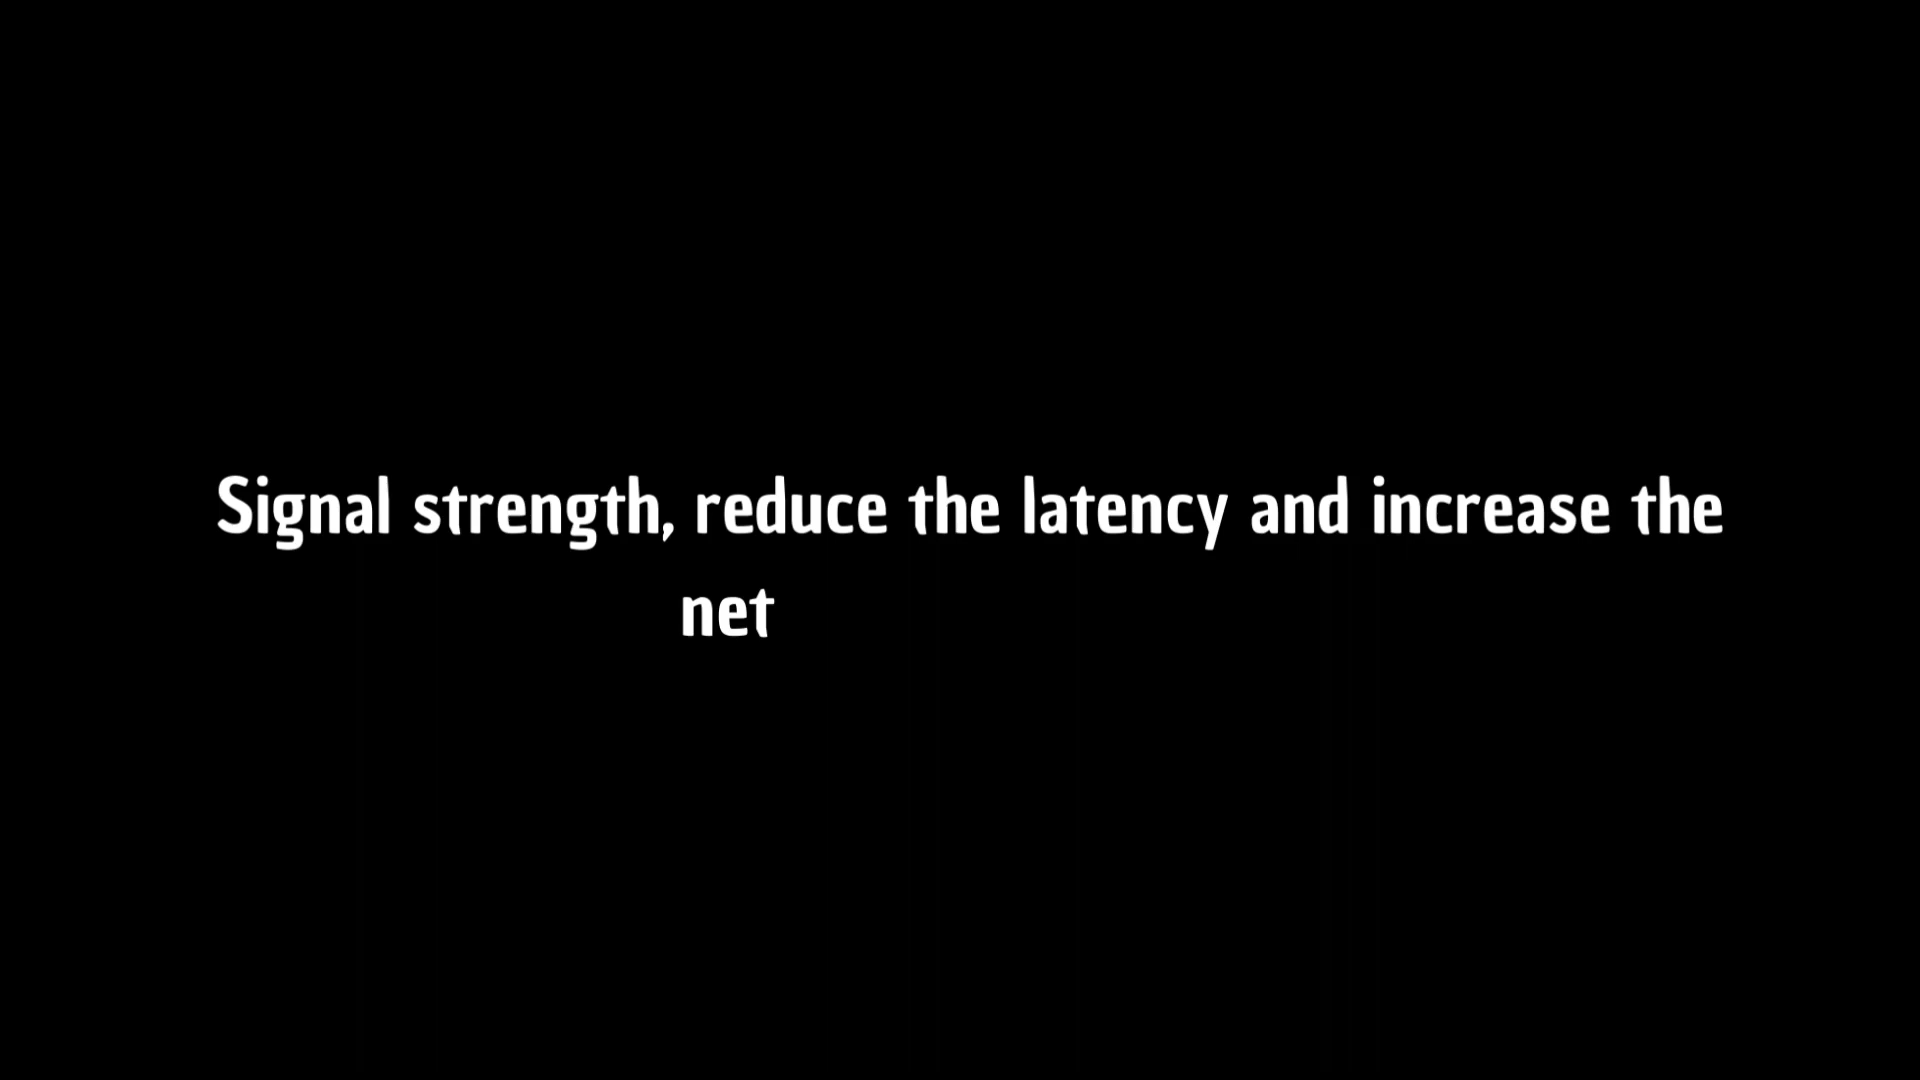 Signal strength, reduce the latency and increase the
net